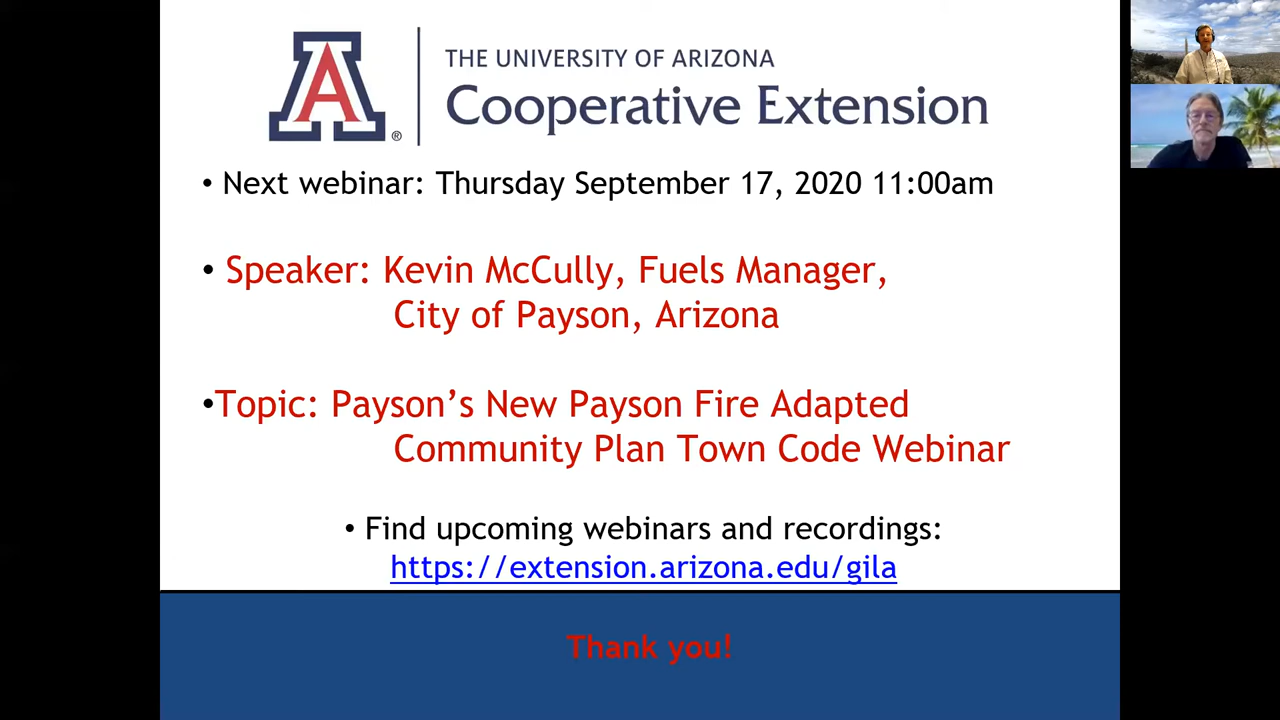 A ®
THE UNIVERSITY OF ARIZONA
Cooperative Extension
• Next webinar: Thursday September 17, 2020 11:00am
• Speaker: Kevin McCully, Fuels Manager,
City of Payson, Arizona
•Topic: Payson’s New Payson Fire Adapted
Community Plan Town Code Webinar
• Find upcoming webinars and recordings:
https://extension.arizona.edu/gila
Thank you!